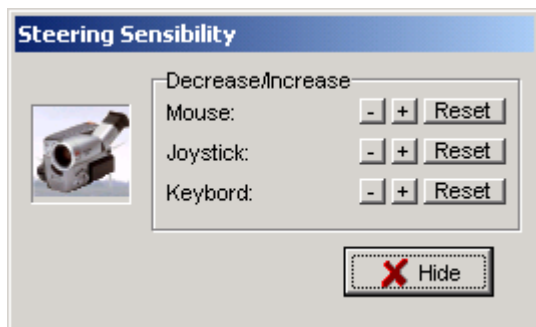 Steering Sensibility
Decrease/Increase
Mouse: - + Reset
Joystick: - + Reset
Keybord: - + Reset
Hide